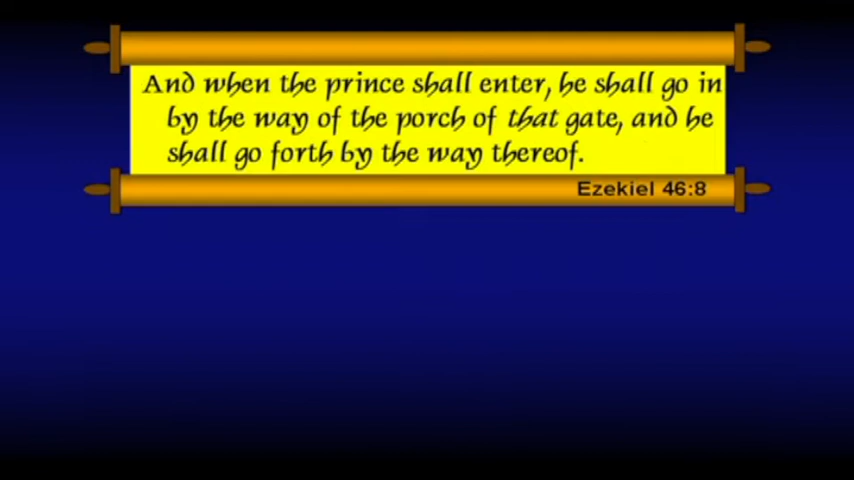 And when the prince shall enter, he shall go in
by the way of the porch of that gate, and he
shall go forth by the way thereof.
Ezekiel 46:8